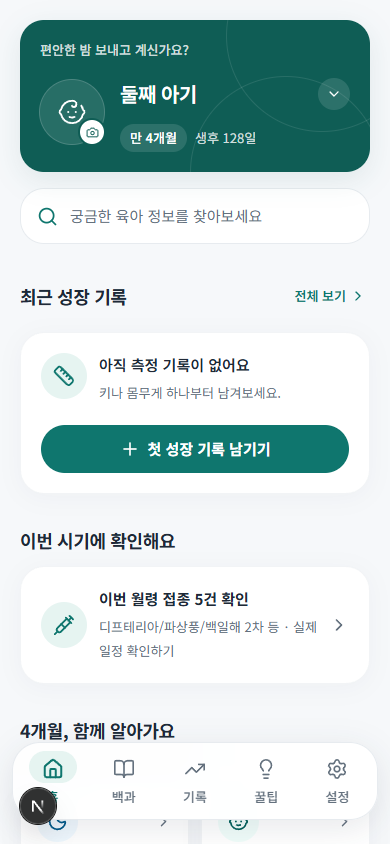 편안한 밤 보내고 계신가요?
둘째 아기
만 4개월 생후 128일
궁금한 육아 정보를 찾아보세요
최근 성장 기록 전체 보기
아직 측정 기록이 없어요
키나 몸무게 하나부터 남겨보세요.
첫 성장 기록 남기기
이번 시기에 확인해요
이번 월령 접종 5건 확인
디프테리아/파상풍/백일해 2차 등 · 실제
일정 확인하기
4개월, 함께 알아가요
백과 기록 꿀팁 설정
N